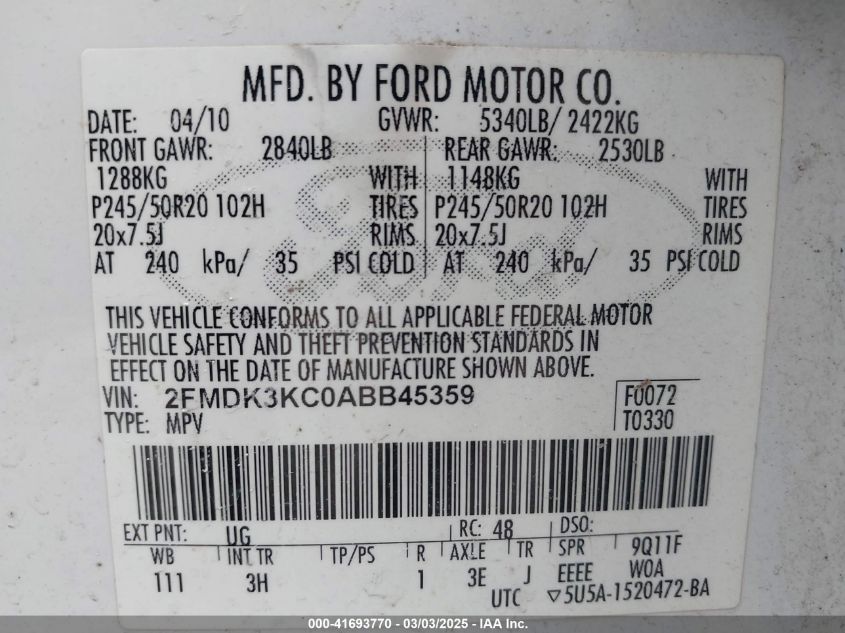 MFD. BY FORD MOTOR CO.
DATE: 04/10 GVWR: 5340LB/ 2422KG
FRONT GAWR: 2840LB REAR GAWR: 2530LB
1288KG WITH 1148KG WITH
P245/50R20 102H TIRES P245/50R20 102H TIRES
20x7.5J RIMS 20x7.5J RIMS
AT 240 kPa/ 35 PSI COLD AT 240 kPa/ 35 PSI COLD
Ford
THIS VEHICLE CONFORMS TO ALL APPLICABLE FEDERAL MOTOR
VEHICLE SAFETY AND THEFT PREVENTION STANDARDS IN
EFFECT ON THE DATE OF MANUFACTURE SHOWN ABOVE.
VIN: 2FMDK3KC0ABB45359 F0072
TYPE: MPV T0330
EXT PNT: UG RC: 48 DSO:
WB INT TR TP/PS R AXLE TR SPR 9Q11F
111 3H 1 3E J EEEE W0A
UTC ▽5U5A-1520472-BA
000-41693770 - 03/03/2025 - IAA Inc.